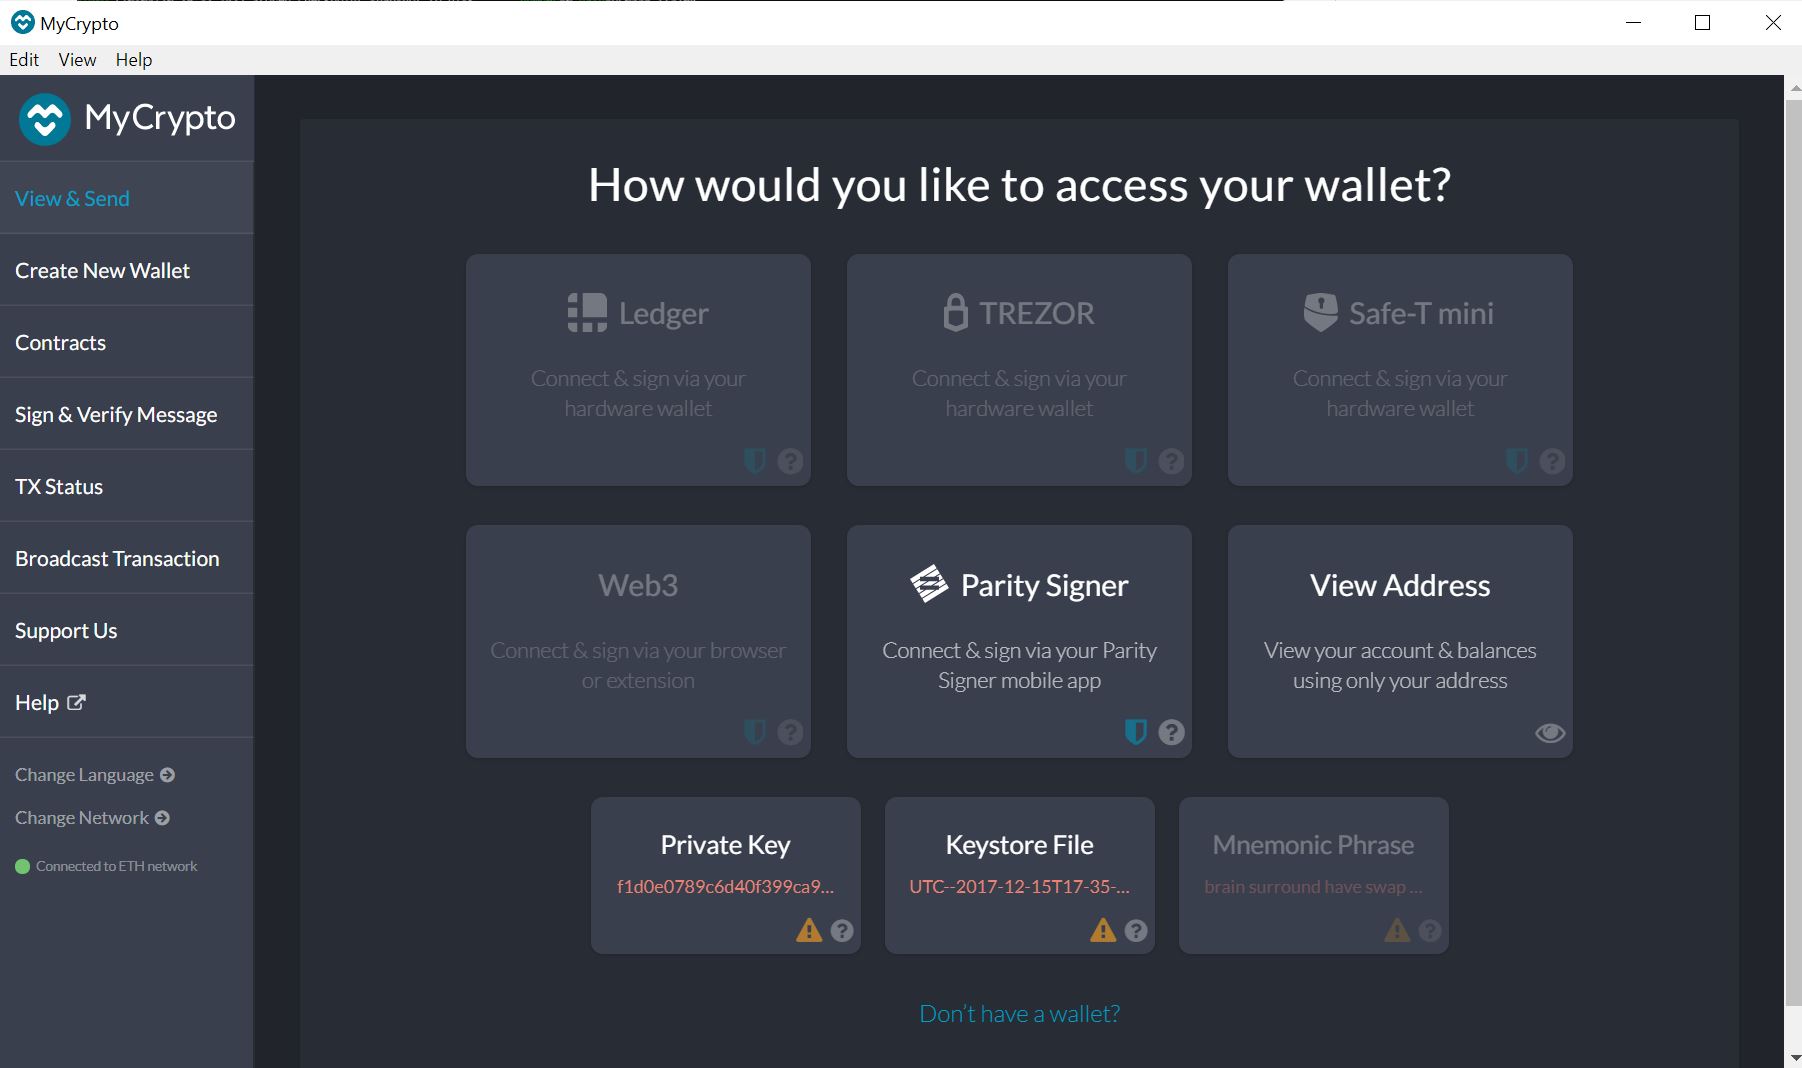 MyCrypto
Edit View Help
MyCrypto
View & Send
Create New Wallet
Contracts
Sign & Verify Message
TX Status
Broadcast Transaction
Support Us
Help
Change Language
Change Network
Connected to ETH network
How would you like to access your wallet?
Ledger
Connect & sign via your
hardware wallet
TREZOR
Connect & sign via your
hardware wallet
Safe-T mini
Connect & sign via your
hardware wallet
Web3
Connect & sign via your browser
or extension
Parity Signer
Connect & sign via your Parity
Signer mobile app
View Address
View your account & balances
using only your address
Private Key
f1d0e0789c6d40f399ca9...
Keystore File
UTC--2017-12-15T17-35-...
Mnemonic Phrase
brain surround have swap ...
Don't have a wallet?